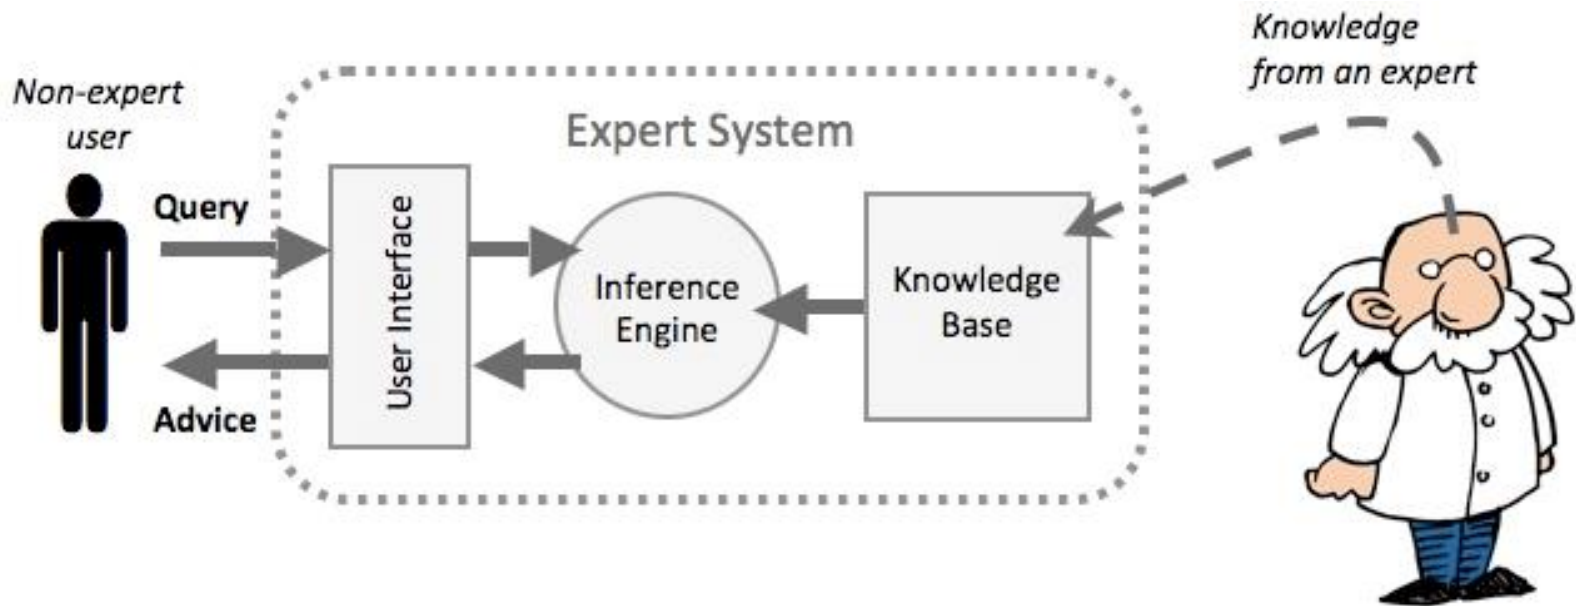 Non-expert
user
Query
Advice
Expert System
User Interface
Inference
Engine
Knowledge
Base
Knowledge
from an expert